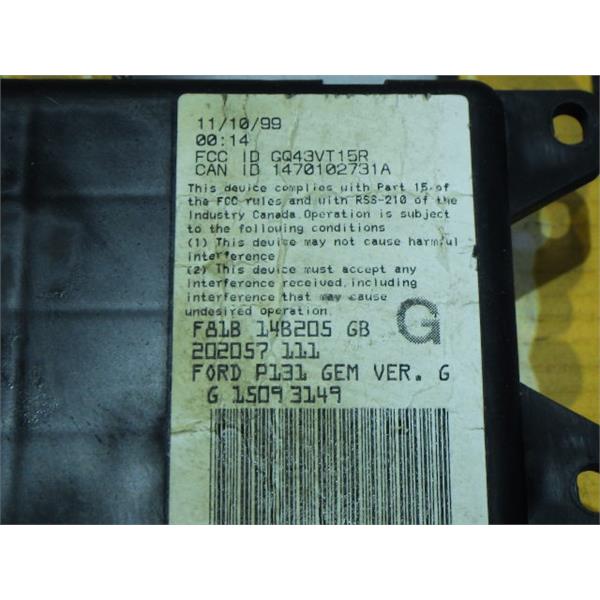 11/10/99
00:14
FCC ID GQ43VT15R
CAN ID 1470102731A
This device complies with Part 15 of
the FCC rules and with RSS-210 of the
Industry Canada.Operation is subject
to the following conditions
(1) This device may not cause harmful
interference
(2) This device must accept any
interference received, including
interference that may cause
undesired operation.
G
F81B 14B205 GB
202057 111
FORD P131 GEM VER. G
G 15093149